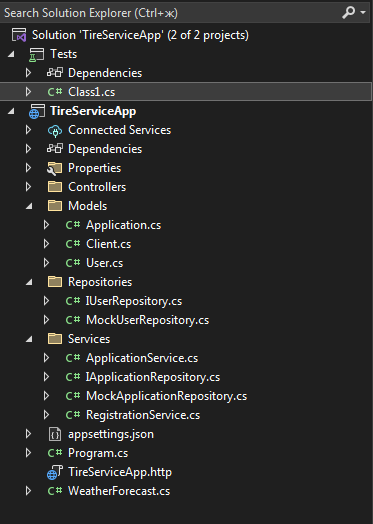 Search Solution Explorer (Ctrl+ж)
Solution 'TireServiceApp' (2 of 2 projects)
Tests
Dependencies
C# Class1.cs
TireServiceApp
Connected Services
Dependencies
Properties
Controllers
Models
C# Application.cs
C# Client.cs
C# User.cs
Repositories
C# IUserRepository.cs
C# MockUserRepository.cs
Services
C# ApplicationService.cs
C# IApplicationRepository.cs
C# MockApplicationRepository.cs
C# RegistrationService.cs
appsettings.json
C# Program.cs
TireServiceApp.http
C# WeatherForecast.cs